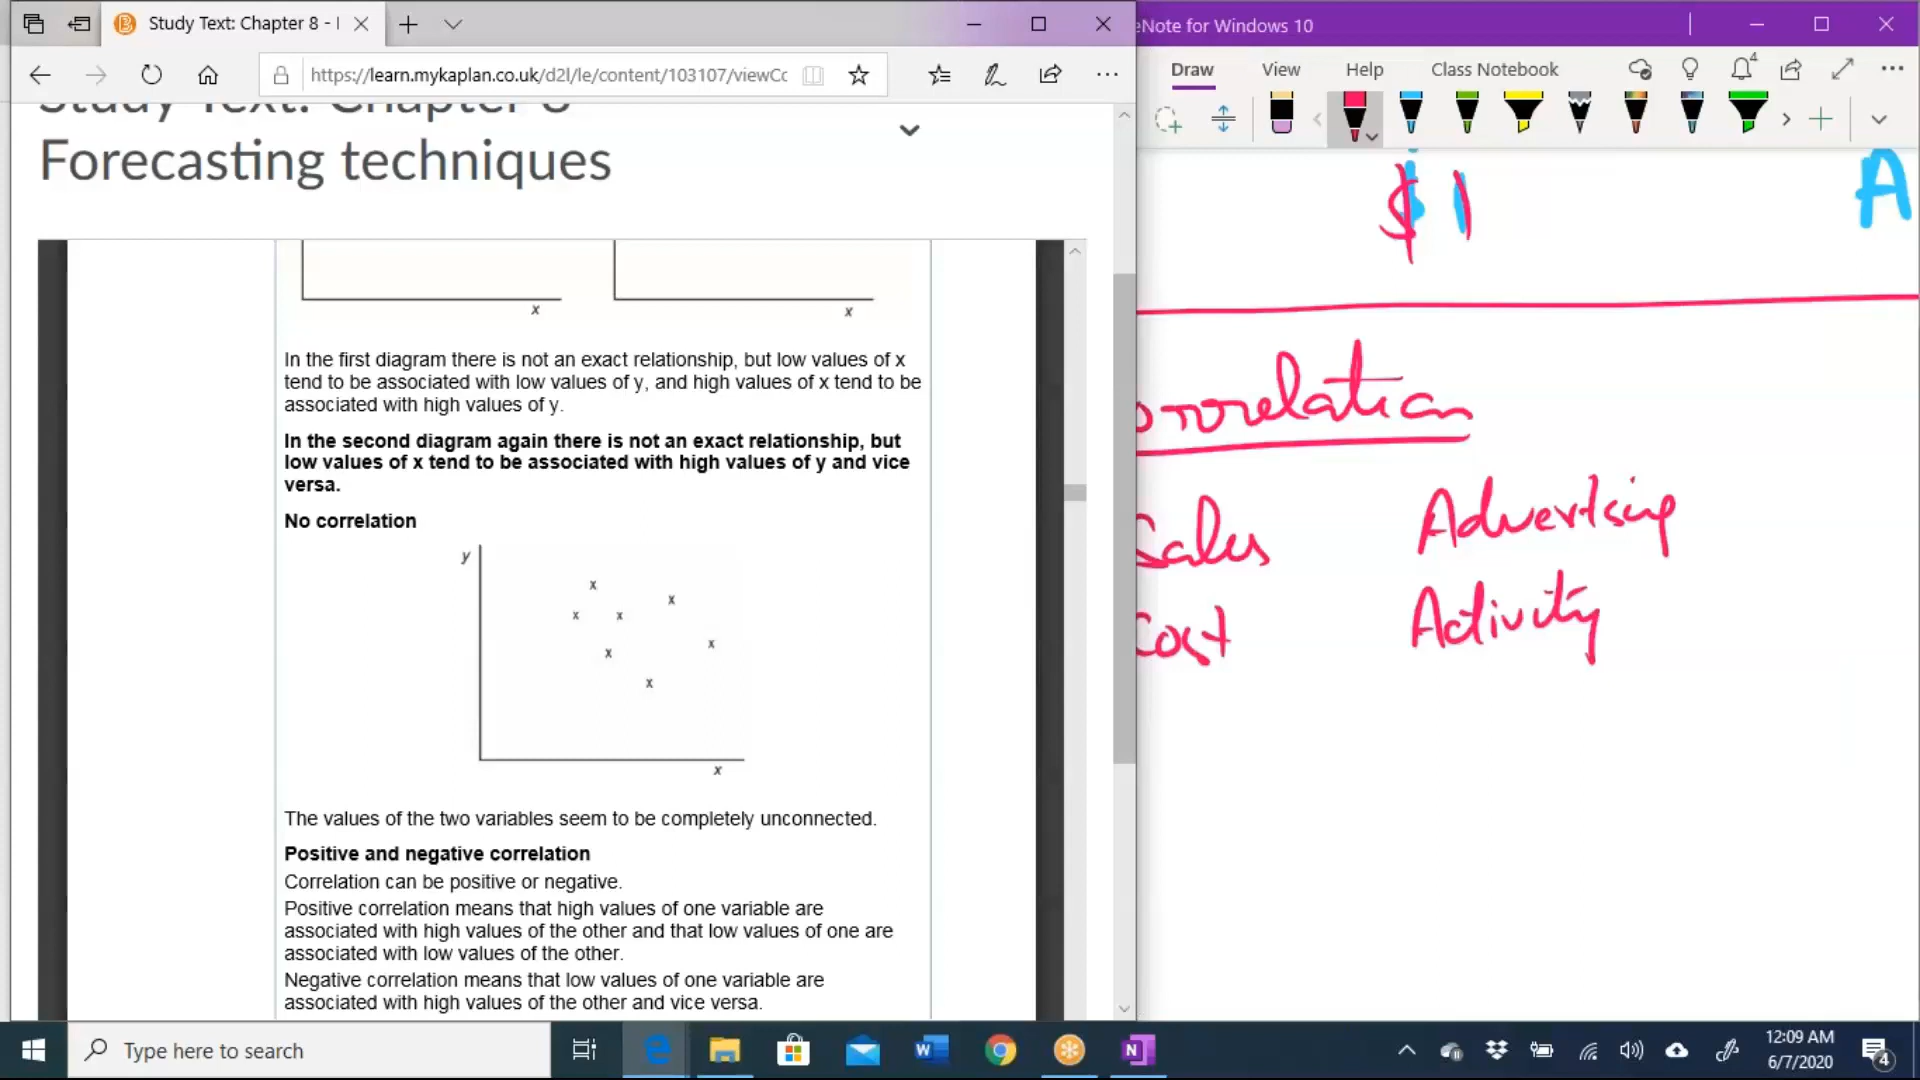 Study Text: Chapter 8 - I
https://learn.mykaplan.co.uk/d2l/le/content/103107/viewCc
Study Text: Chapter 8
Forecasting techniques
x
x
In the first diagram there is not an exact relationship, but low values of x
tend to be associated with low values of y, and high values of x tend to be
associated with high values of y.
In the second diagram again there is not an exact relationship, but
low values of x tend to be associated with high values of y and vice
versa.
No correlation
y
x
x
x
x
x
x
x
x
x
The values of the two variables seem to be completely unconnected.
Positive and negative correlation
Correlation can be positive or negative.
Positive correlation means that high values of one variable are
associated with high values of the other and that low values of one are
associated with low values of the other.
Negative correlation means that low values of one variable are
associated with high values of the other and vice versa.
eNote for Windows 10
Draw View Help Class Notebook
4
$ 1
A
orrelation
Sales Advertising
Cost Activity
Type here to search
W
N
12:09 AM
6/7/2020
4